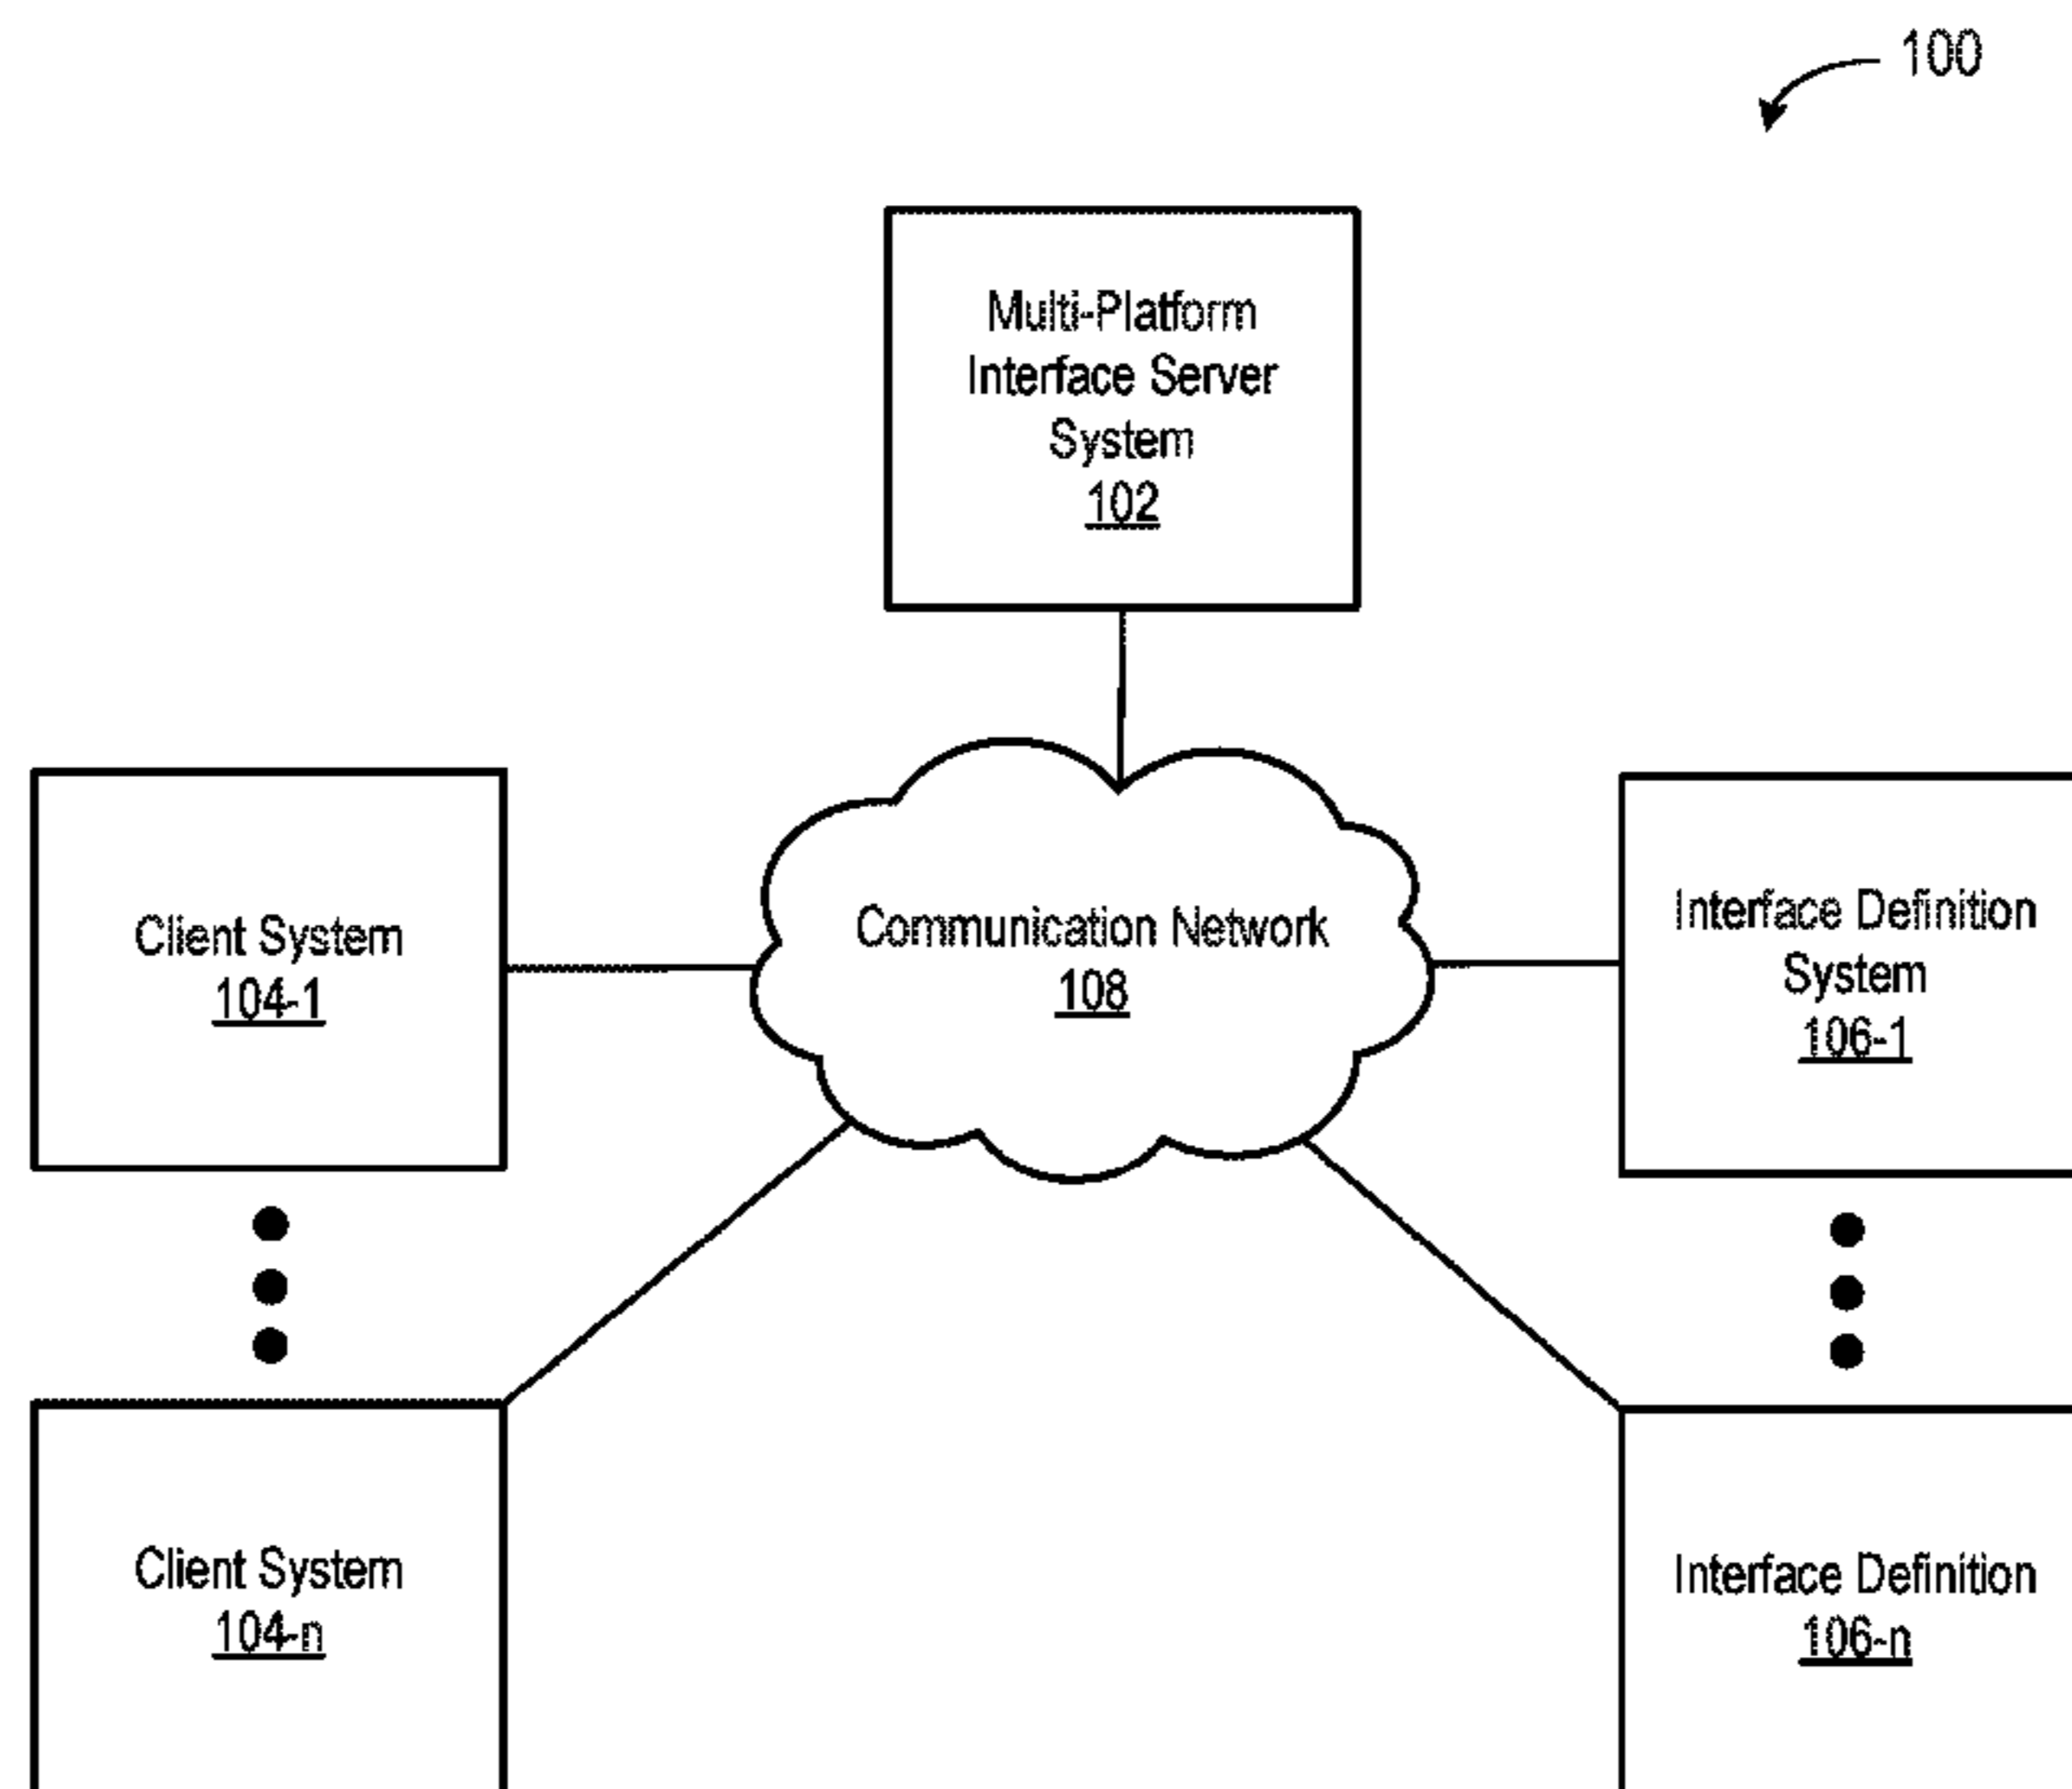 100
Multi-Platform
Interface Server
System
102
Client System
104-1
Communication Network
108
Interface Definition
System
106-1
Client System
104-n
Interface Definition
106-n